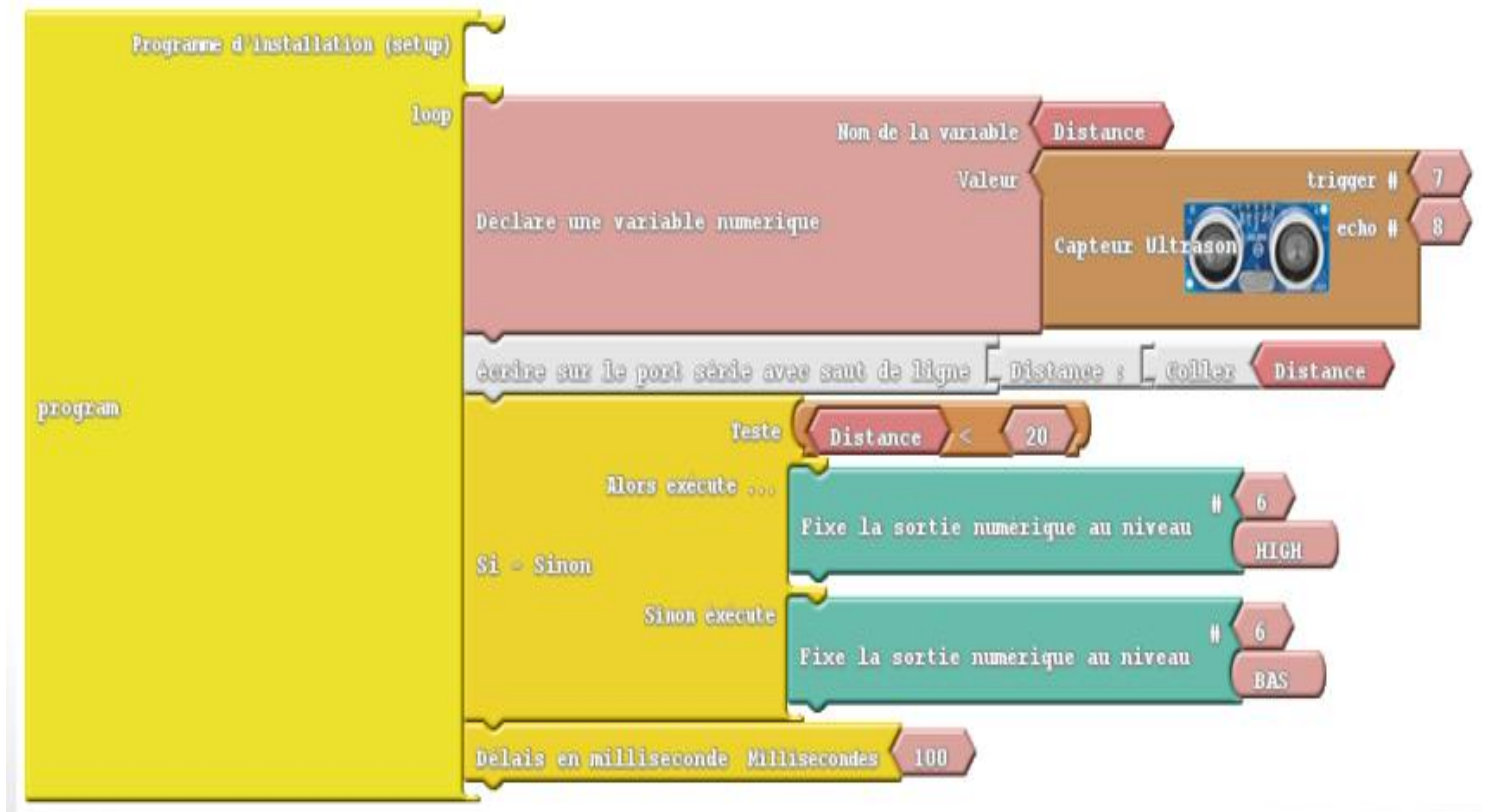 Programme d'installation (setup)
loop
program
Déclare une variable numérique
Nom de la variable
Distance
Valeur
Capteur Ultrason
trigger #
7
echo #
8
écrire sur le port série avec saut de ligne
Distance :
Coller
Distance
Si - Sinon
Teste
Distance
<
20
Alors exécute ...
Fixe la sortie numérique au niveau
#
6
HIGH
Sinon éxécute
Fixe la sortie numérique au niveau
#
6
BAS
Délais en milliseconde
Millisecondes
100